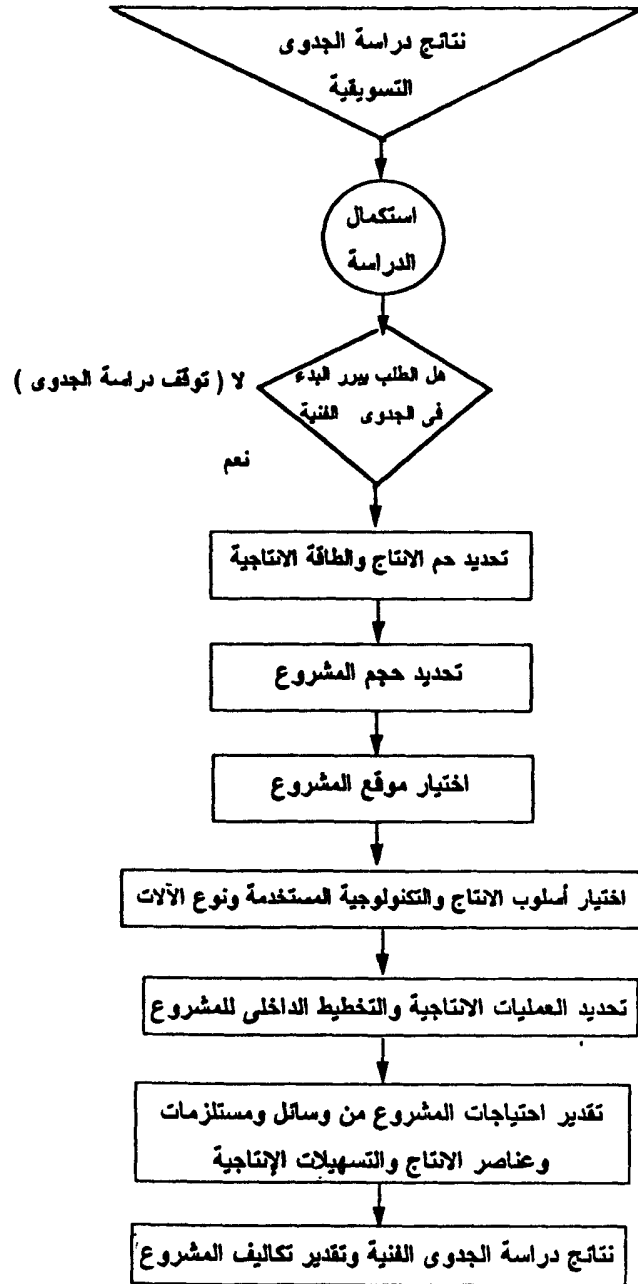 نتائج دراسة الجدوى
التسويقية
استكمال
الدراسة
هل الطلب يبرر البدء
فى الجدوى الفنية
لا ( توقف دراسة الجدوى )
نعم
تحديد حم الانتاج والطاقة الانتاجية
تحديد حجم المشروع
اختيار موقع المشروع
اختيار أسلوب الانتاج والتكنولوجية المستخدمة ونوع الآلات
تحديد العمليات الانتاجية والتخطيط الداخلى للمشروع
تقدير احتياجات المشروع من وسائل ومستلزمات
وعناصر الانتاج والتسهيلات الإنتاجية
نتائج دراسة الجدوى الفنية وتقدير تكاليف المشروع